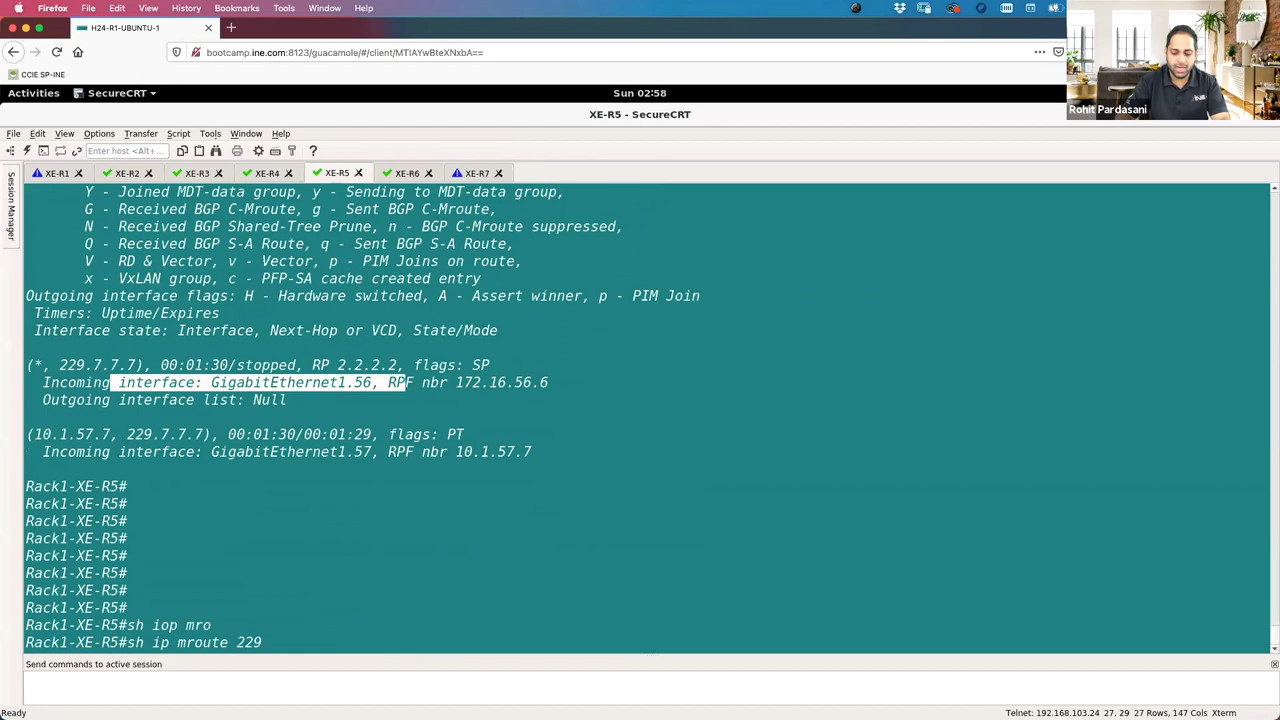 Firefox File Edit View History Bookmarks Tools Window Help
H24-R1-UBUNTU-1
bootcamp.ine.com:8123/guacamole/#/client/MTIAYwBteXNxbA==
CCIE SP-INE
Rohit Pardasani
Activities SecureCRT Sun 02:58
XE-R5 - SecureCRT
File Edit View Options Transfer Script Tools Window Help
Enter host <Alt+...
XE-R1 XE-R2 XE-R3 XE-R4 XE-R5 XE-R6 XE-R7
Session Manager
Y - Joined MDT-data group, y - Sending to MDT-data group,
G - Received BGP C-Mroute, g - Sent BGP C-Mroute,
N - Received BGP Shared-Tree Prune, n - BGP C-Mroute suppressed,
Q - Received BGP S-A Route, q - Sent BGP S-A Route,
V - RD & Vector, v - Vector, p - PIM Joins on route,
x - VxLAN group, c - PFP-SA cache created entry
Outgoing interface flags: H - Hardware switched, A - Assert winner, p - PIM Join
Timers: Uptime/Expires
Interface state: Interface, Next-Hop or VCD, State/Mode
(*, 229.7.7.7), 00:01:30/stopped, RP 2.2.2.2, flags: SP
Incoming interface: GigabitEthernet1.56, RPF nbr 172.16.56.6
Outgoing interface list: Null
(10.1.57.7, 229.7.7.7), 00:01:30/00:01:29, flags: PT
Incoming interface: GigabitEthernet1.57, RPF nbr 10.1.57.7
Rack1-XE-R5#
Rack1-XE-R5#
Rack1-XE-R5#
Rack1-XE-R5#
Rack1-XE-R5#
Rack1-XE-R5#
Rack1-XE-R5#
Rack1-XE-R5#
Rack1-XE-R5#sh iop mro
Rack1-XE-R5#sh ip mroute 229
Send commands to active session
Ready Telnet: 192.168.103.24 27, 29 27 Rows, 147 Cols Xterm